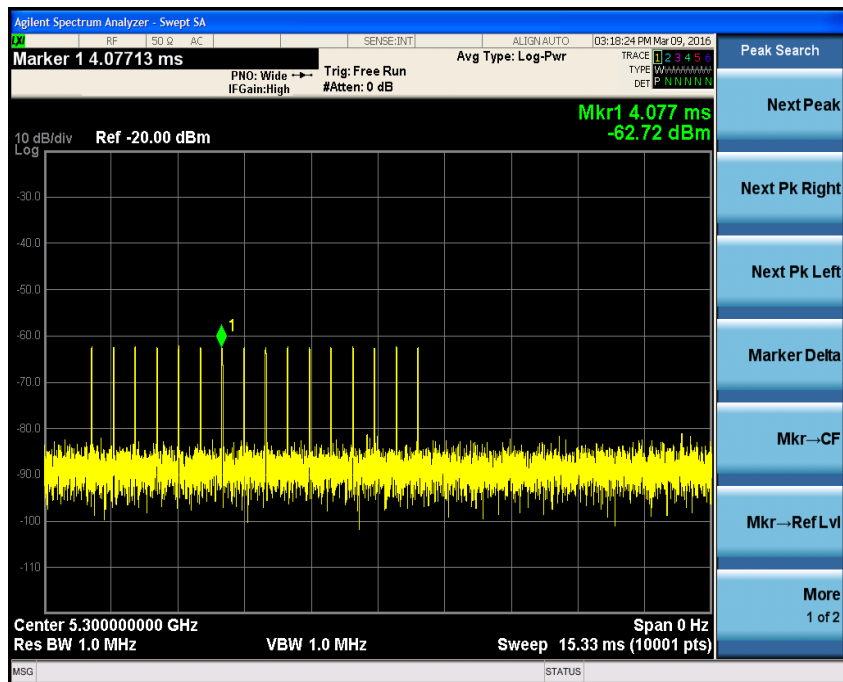 Agilent Spectrum Analyzer - Swept SA
LXI RF 50 Ω AC SENSE:INT ALIGN AUTO 03:18:24 PM Mar 09, 2016
Marker 1 4.07713 ms
Avg Type: Log-Pwr
TRACE 1 2 3 4 5 6
TYPE W
DET P N N N N N
PNO: Wide
IFGain:High
Trig: Free Run
#Atten: 0 dB
Mkr1 4.077 ms
-62.72 dBm
10 dB/div Ref -20.00 dBm
Log
-30.0
-40.0
-50.0
-60.0
-70.0
-80.0
-90.0
-100
-110
1
Center 5.300000000 GHz Span 0 Hz
Res BW 1.0 MHz VBW 1.0 MHz Sweep 15.33 ms (10001 pts)
MSG STATUS
Peak Search
Next Peak
Next Pk Right
Next Pk Left
Marker Delta
Mkr→CF
Mkr→Ref Lvl
More
1 of 2